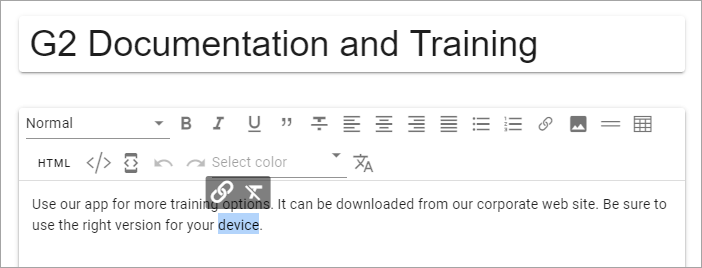 G2 Documentation and Training
Normal
HTML
Select color
Use our app for more training options. It can be downloaded from our corporate web site. Be sure to
use the right version for your device.